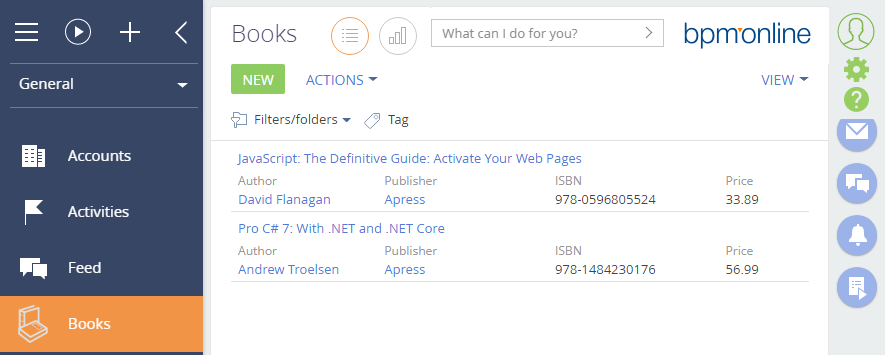 Books
What can I do for you?
bpm'online
General
NEW ACTIONS VIEW
Filters/folders Tag
Accounts
Activities
Feed
Books
JavaScript: The Definitive Guide: Activate Your Web Pages
Author Publisher ISBN Price
David Flanagan Apress 978-0596805524 33.89
Pro C# 7: With .NET and .NET Core
Author Publisher ISBN Price
Andrew Troelsen Apress 978-1484230176 56.99